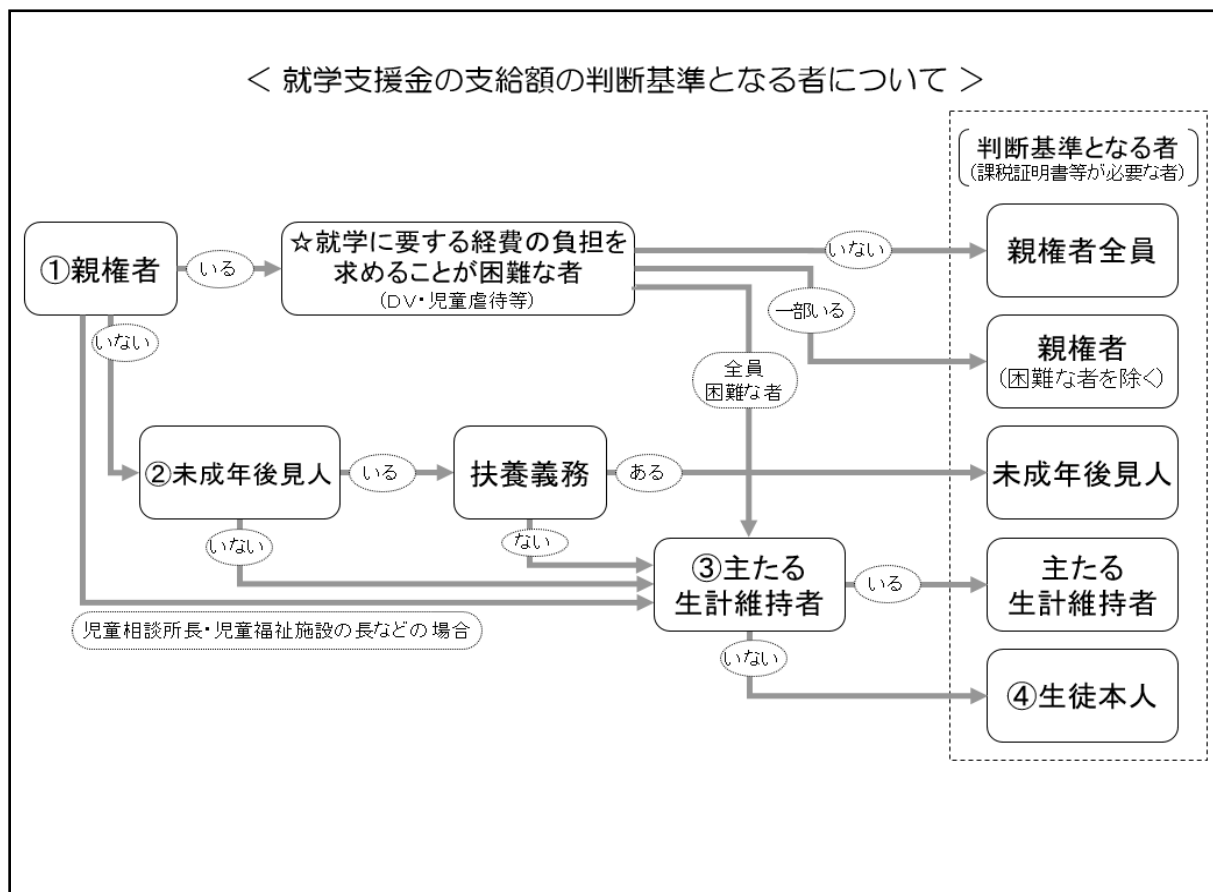 ＜ 就学支援金の支給額の判断基準となる者について ＞
判断基準となる者
(課税証明書等が必要な者)
①親権者
いる
☆就学に要する経費の負担を
求めることが困難な者
(DV・児童虐待等)
いない
親権者全員
一部いる
親権者
(困難な者を除く)
いない
全員
困難な者
②未成年後見人
いる
扶養義務
ある
未成年後見人
いない
ない
③主たる
生計維持者
いる
主たる
生計維持者
児童相談所長・児童福祉施設の長などの場合
いない
④生徒本人